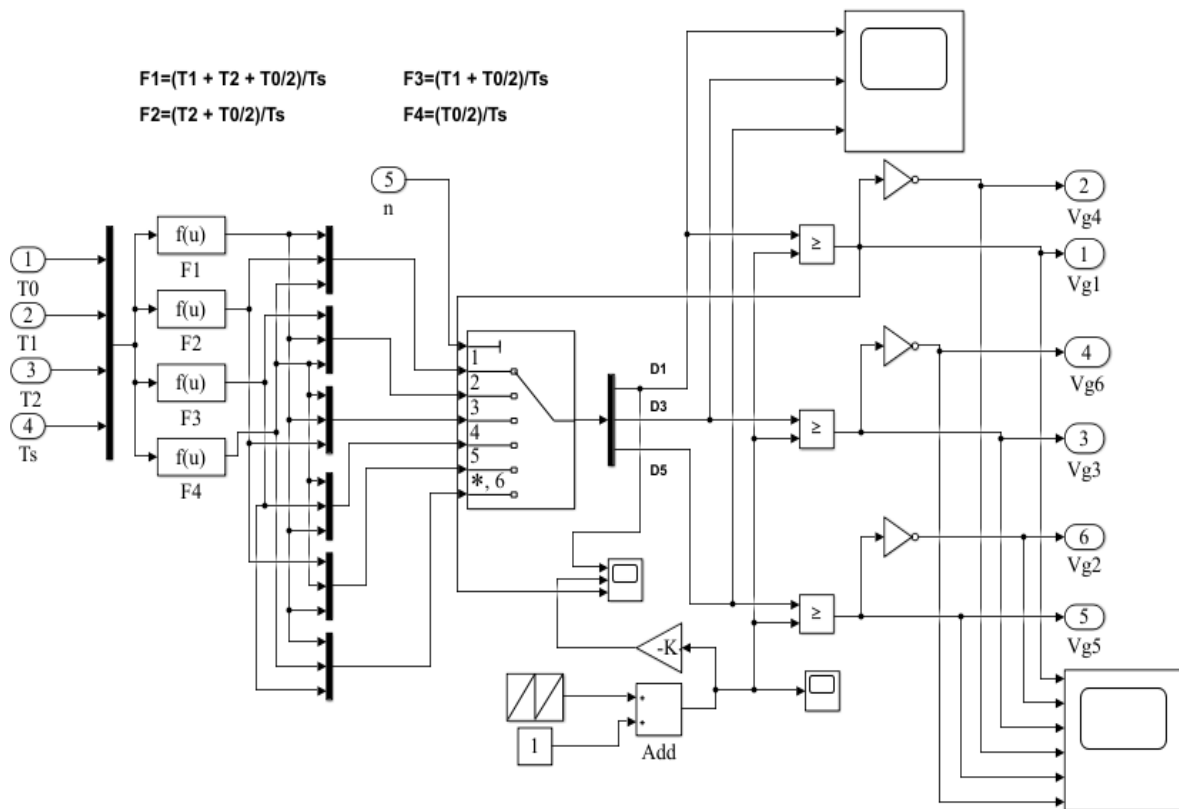 F1=(T1 + T2 + T0/2)/Ts
F3=(T1 + T0/2)/Ts
F2=(T2 + T0/2)/Ts
F4=(T0/2)/Ts
5
n
2
Vg4
f(u)
F1
≥
1
Vg1
1
T0
f(u)
F2
2
T1
1
2
3
4
5
*, 6
D1
D3
D5
4
Vg6
3
T2
f(u)
F3
≥
3
Vg3
4
Ts
f(u)
F4
6
Vg2
≥
5
Vg5
-K
1
+
+
Add